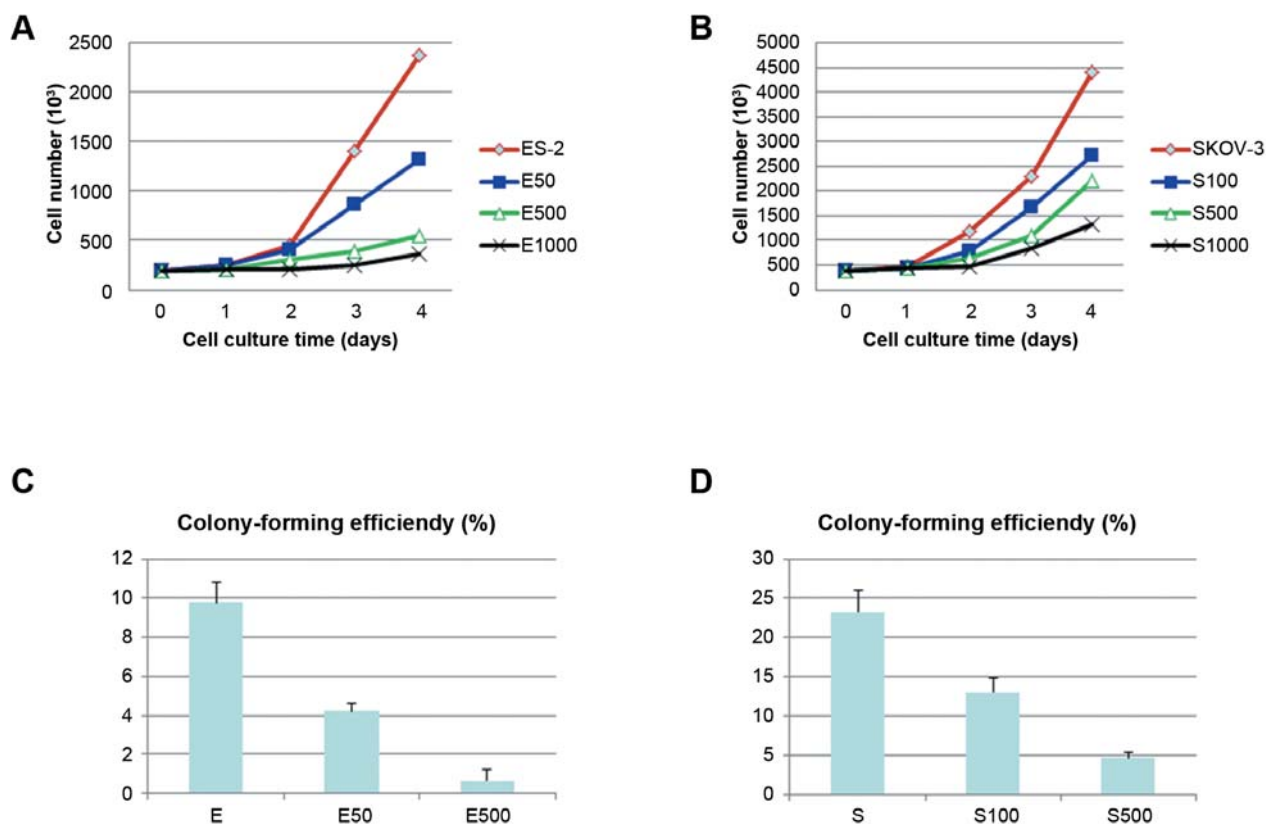 A
2500
2000
1500
1000
500
0
0 1 2 3 4
Cell number (10³)
Cell culture time (days)
ES-2
E50
E500
E1000
B
5000
4500
4000
3500
3000
2500
2000
1500
1000
500
0
0 1 2 3 4
Cell number (10³)
Cell culture time (days)
SKOV-3
S100
S500
S1000
C
Colony-forming efficiendy (%)
12
10
8
6
4
2
0
E E50 E500
D
Colony-forming efficiendy (%)
30
25
20
15
10
5
0
S S100 S500